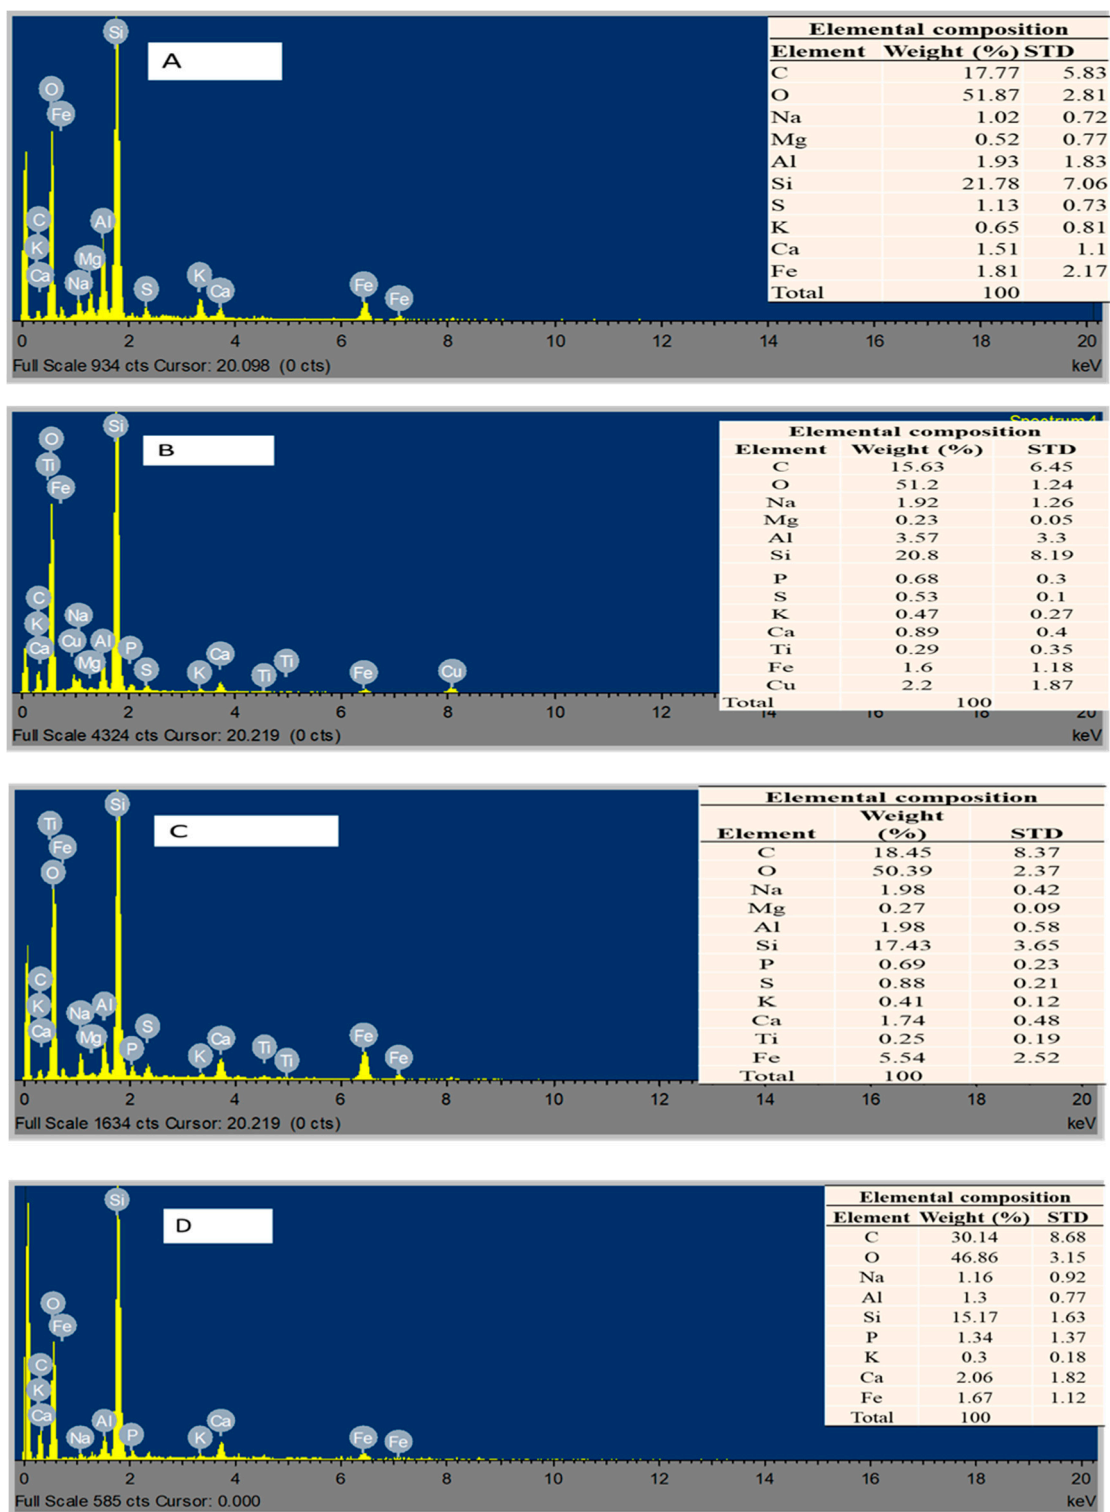 A
Si
O
Fe
C
K
Ca
Al
Mg
Na
S
K
Ca
Fe
Fe
Elemental composition
Element Weight (%) STD
C 17.77 5.83
O 51.87 2.81
Na 1.02 0.72
Mg 0.52 0.77
Al 1.93 1.83
Si 21.78 7.06
S 1.13 0.73
K 0.65 0.81
Ca 1.51 1.1
Fe 1.81 2.17
Total 100
0 2 4 6 8 10 12 14 16 18 20
Full Scale 934 cts Cursor: 20.098 (0 cts) keV
Spectrum 4
B
Si
O
Ti
Fe
C
K
Ca
Na
Cu
Mg
Al
P
S
K
Ca
Ti
Ti
Fe
Cu
Elemental composition
Element Weight (%) STD
C 15.63 6.45
O 51.2 1.24
Na 1.92 1.26
Mg 0.23 0.05
Al 3.57 3.3
Si 20.8 8.19
P 0.68 0.3
S 0.53 0.1
K 0.47 0.27
Ca 0.89 0.4
Ti 0.29 0.35
Fe 1.6 1.18
Cu 2.2 1.87
Total 100
0 2 4 6 8 10 12 14 16 18 20
Full Scale 4324 cts Cursor: 20.219 (0 cts) keV
C
Si
Ti
Fe
O
C
K
Ca
Na
Mg
Al
P
S
K
Ca
Ti
Ti
Fe
Fe
Elemental composition
Weight
Element (%) STD
C 18.45 8.37
O 50.39 2.37
Na 1.98 0.42
Mg 0.27 0.09
Al 1.98 0.58
Si 17.43 3.65
P 0.69 0.23
S 0.88 0.21
K 0.41 0.12
Ca 1.74 0.48
Ti 0.25 0.19
Fe 5.54 2.52
Total 100
0 2 4 6 8 10 12 14 16 18 20
Full Scale 1634 cts Cursor: 20.219 (0 cts) keV
D
Si
O
Fe
C
K
Ca
Na
Al
P
K
Ca
Fe
Fe
Elemental composition
Element Weight (%) STD
C 30.14 8.68
O 46.86 3.15
Na 1.16 0.92
Al 1.3 0.77
Si 15.17 1.63
P 1.34 1.37
K 0.3 0.18
Ca 2.06 1.82
Fe 1.67 1.12
Total 100
0 2 4 6 8 10 12 14 16 18 20
Full Scale 585 cts Cursor: 0.000 keV